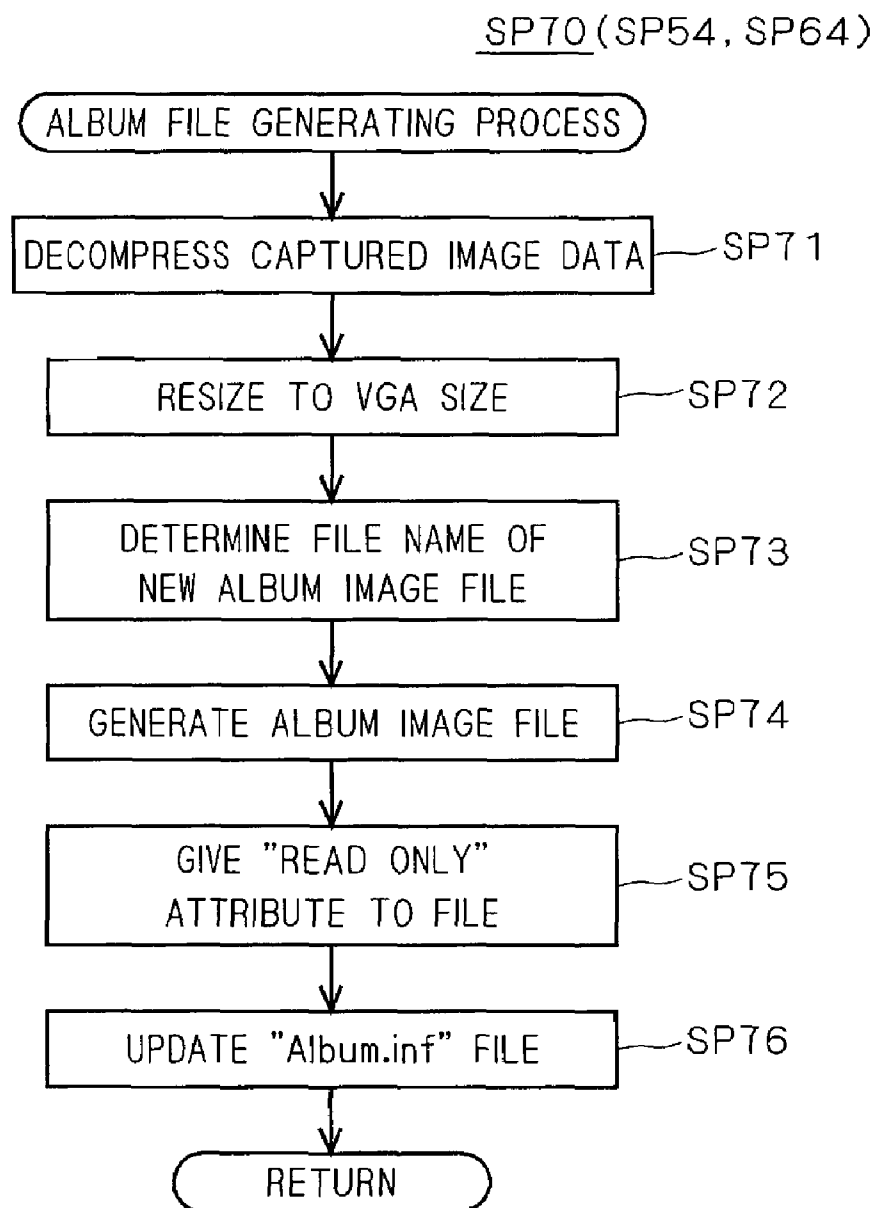 SP70(SP54, SP64)
ALBUM FILE GENERATING PROCESS
DECOMPRESS CAPTURED IMAGE DATA
SP71
RESIZE TO VGA SIZE
SP72
DETERMINE FILE NAME OF
NEW ALBUM IMAGE FILE
SP73
GENERATE ALBUM IMAGE FILE
SP74
GIVE "READ ONLY"
ATTRIBUTE TO FILE
SP75
UPDATE "Album.inf" FILE
SP76
RETURN